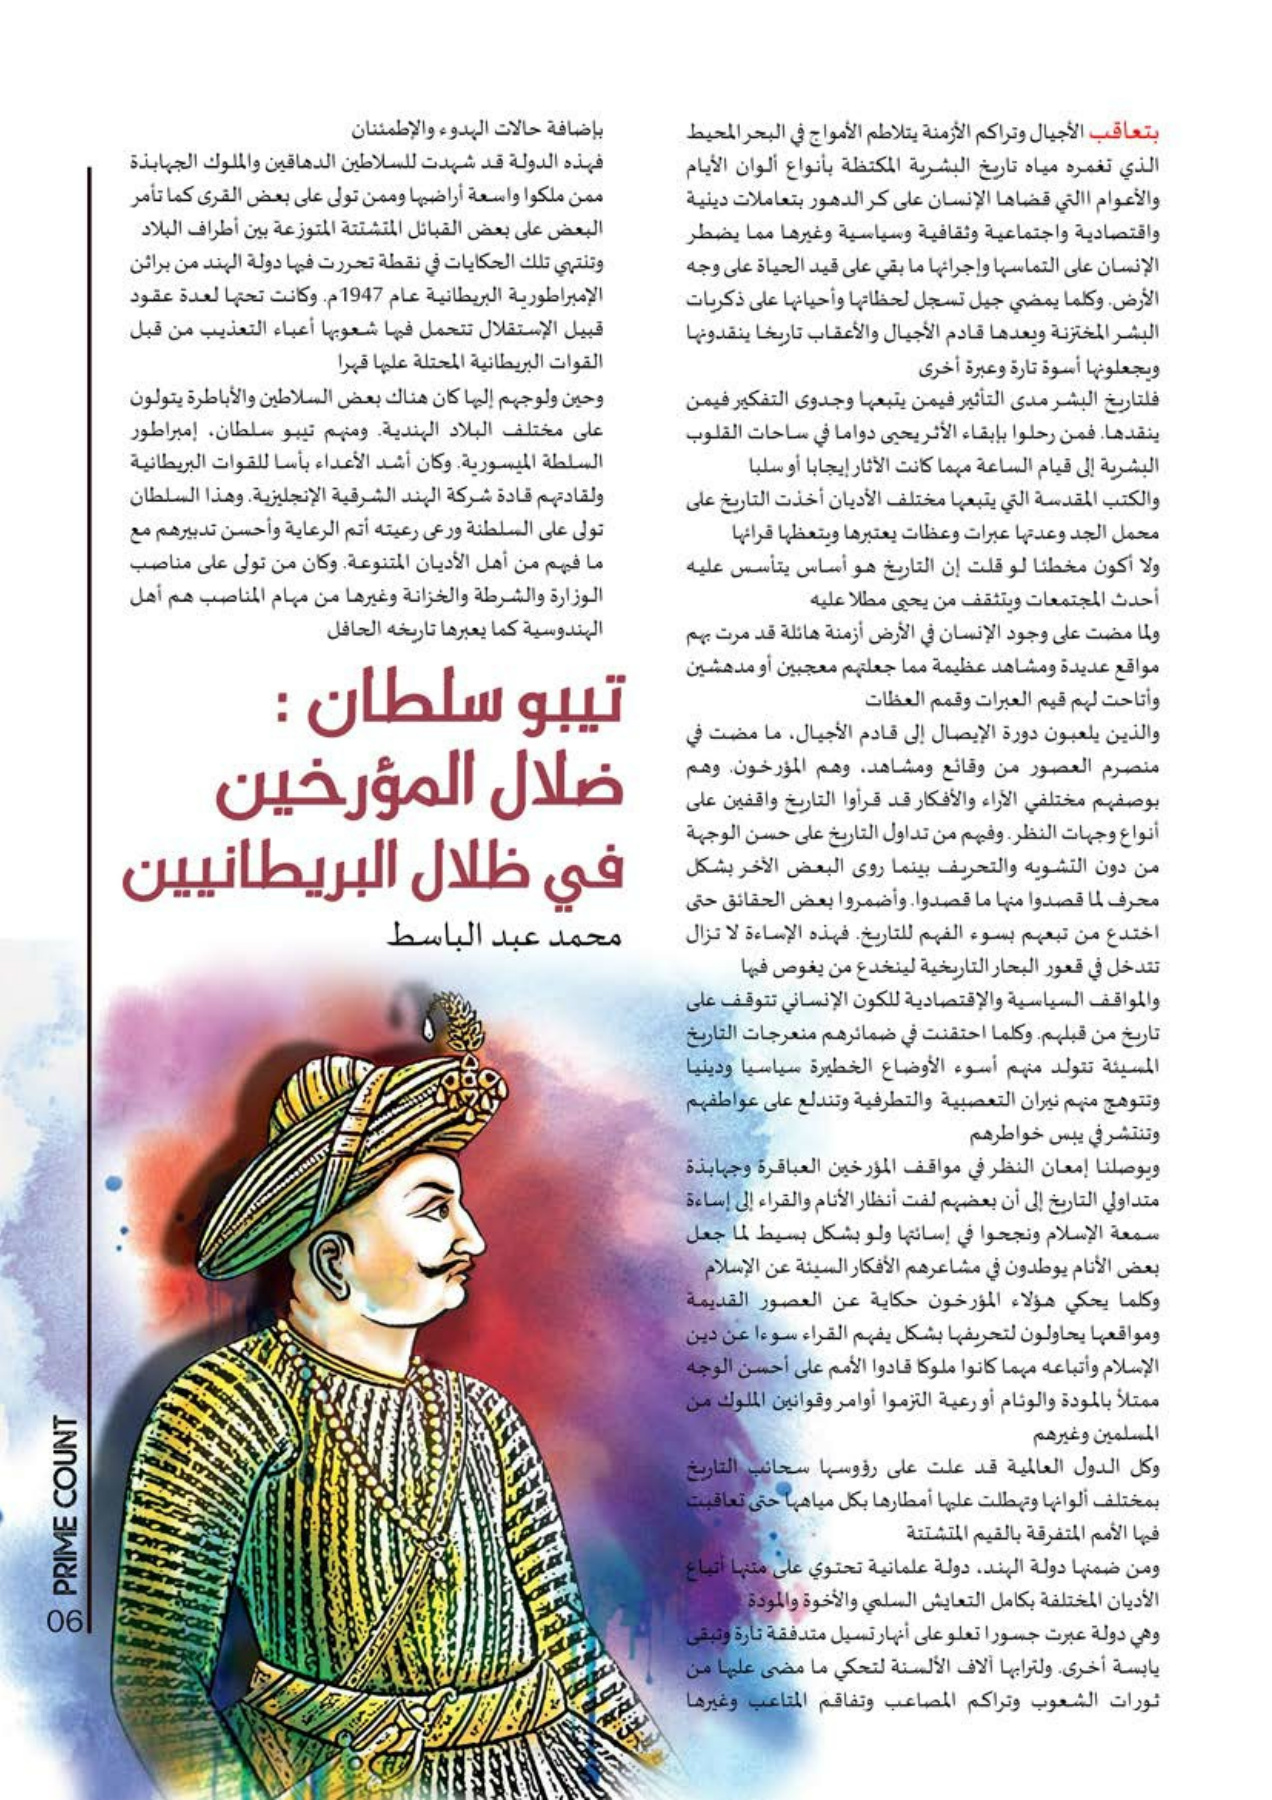 بتعاقب الأجيال وتراكم الأزمنة يتلاطم الأمواج في البحر المحيط
الذي تغمره مياه تاريخ البشرية المكتظة بأنواع ألوان الأيام
والأعوام االتي قضاها الإنسان على كر الدهور بتعاملات دينية
واقتصادية واجتماعية وثقافية وسياسية وغيرها مما يضطر
الإنسان على التماسها وإجرائها ما بقي على قيد الحياة على وجه
الأرض. وكلما يمضي جيل تسجل لحظاتها وأحيانها على ذكريات
البشر المختزنة وبعدها قادم الأجيال والأعقاب تاريخا ينقدونها
ويجعلونها أسوة تارة وعبرة أخرى
فلتاريخ البشر مدى التأثير فيمن يتبعها وجدوى التفكير فيمن
ينقدها. فمن رحلوا بإبقاء الأثر يحيى دواما في ساحات القلوب
البشرية إلى قيام الساعة مهما كانت الأثار إيجابا أو سلبا
والكتب المقدسة التي يتبعها مختلف الأديان أخذت التاريخ على
محمل الجد وعدتها عبرات وعظات يعتبرها ويتعظها قرائها
ولا أكون مخطئا لو قلت إن التاريخ هو أساس يتأسس عليه
أحدث المجتمعات ويتثقف من يحيى مطلا عليه
ولما مضت على وجود الإنسان في الأرض أزمنة هائلة قد مرت بهم
مواقع عديدة ومشاهد عظيمة مما جعلتهم معجبين أو مدهشين
وأتاحت لهم قيم العبرات وقمم العظات
والذين يلعبون دورة الإيصال إلى قادم الأجيال، ما مضت في
منصرم العصور من وقائع ومشاهد، وهم المؤرخون. وهم
بوصفهم مختلفي الآراء والأفكار قد قرأوا التاريخ واقفين على
أنواع وجهات النظر. وفيهم من تداول التاريخ على حسن الوجهة
من دون التشويه والتحريف بينما روى البعض الآخر بشكل
محرف لما قصدوا منها ما قصدوا. وأضمروا بعض الحقائق حتى
اختدع من تبعهم بسوء الفهم للتاريخ. فهذه الإساءة لا تزال
تتدخل في قعور البحار التاريخية لينخدع من يغوص فيها
والمواقف السياسية والإقتصادية للكون الإنساني تتوقف على
تاريخ من قبلهم. وكلما احتقنت في ضمائرهم منعرجات التاريخ
المسيئة تتولد منهم أسوء الأوضاع الخطيرة سياسيا ودينيا
وتتوهج منهم نيران التعصبية والتطرفية وتندلع على عواطفهم
وتنتشر في يبس خواطرهم
ويوصلنا إمعان النظر في مواقف المؤرخين العباقرة وجهابذة
متداولي التاريخ إلى أن بعضهم لفت أنظار الأنام والقراء إلى إساءة
سمعة الإسلام ونجحوا في إسائتها ولو بشكل بسيط لما جعل
بعض الأنام يوطدون في مشاعرهم الأفكار السيئة عن الإسلام
وكلما يحكي هؤلاء المؤرخون حكاية عن العصور القديمة
ومواقعها يحاولون لتحريفها بشكل يفهم القراء سوءا عن دين
الإسلام وأتباعه مهما كانوا ملوكا قادوا الأمم على أحسن الوجه
ممتلأ بالمودة والوئام أو رعية التزموا أوامر وقوانين الملوك من
المسلمين وغيرهم
وكل الدول العالمية قد علت على رؤوسها سحائب التاريخ
بمختلف ألوانها وتهطلت عليها أمطارها بكل مياهها حتى تعاقبت
فيها الأمم المتفرقة بالقيم المتشتتة
ومن ضمنها دولة الهند، دولة علمانية تحتوي على متنها أتباع
الأديان المختلفة بكامل التعايش السلمي والأخوة والمودة
وهي دولة عبرت جسورا تعلو على أنهار تسيل متدفقة تارة وتبقى
يابسة أخرى. ولترابها آلاف الألسنة لتحكي ما مضى عليها من
ثورات الشعوب وتراكم المصاعب وتفاقم المتاعب وغيرها
بإضافة حالات الهدوء والإطمئنان
فهذه الدولة قد شهدت للسلاطين الدهاقين والملوك الجهابذة
ممن ملكوا واسعة أراضيها وممن تولى على بعض القرى كما تأمر
البعض على بعض القبائل المتشتتة المتوزعة بين أطراف البلاد
وتنتهي تلك الحكايات في نقطة تحررت فيها دولة الهند من براثن
الإمبراطورية البريطانية عام 1947م. وكانت تحتها لعدة عقود
قبيل الإستقلال تتحمل فيها شعوبها أعباء التعذيب من قبل
القوات البريطانية المحتلة عليها قهرا
وحين ولوجهم إليها كان هناك بعض السلاطين والأباطرة يتولون
على مختلف البلاد الهندية. ومنهم تيبو سلطان، إمبراطور
السلطة الميسورية. وكان أشد الأعداء بأسا للقوات البريطانية
ولقادتهم قادة شركة الهند الشرقية الإنجليزية. وهذا السلطان
تولى على السلطنة ورعى رعيته أتم الرعاية وأحسن تدبيرهم مع
ما فيهم من أهل الأديان المتنوعة. وكان من تولى على مناصب
الوزارة والشرطة والخزانة وغيرها من مهام المناصب هم أهل
الهندوسية كما يعبرها تاريخه الحافل
تيبو سلطان :
ضلال المؤرخين
في ظلال البريطانيين
محمد عبد الباسط
PRIME COUNT
06